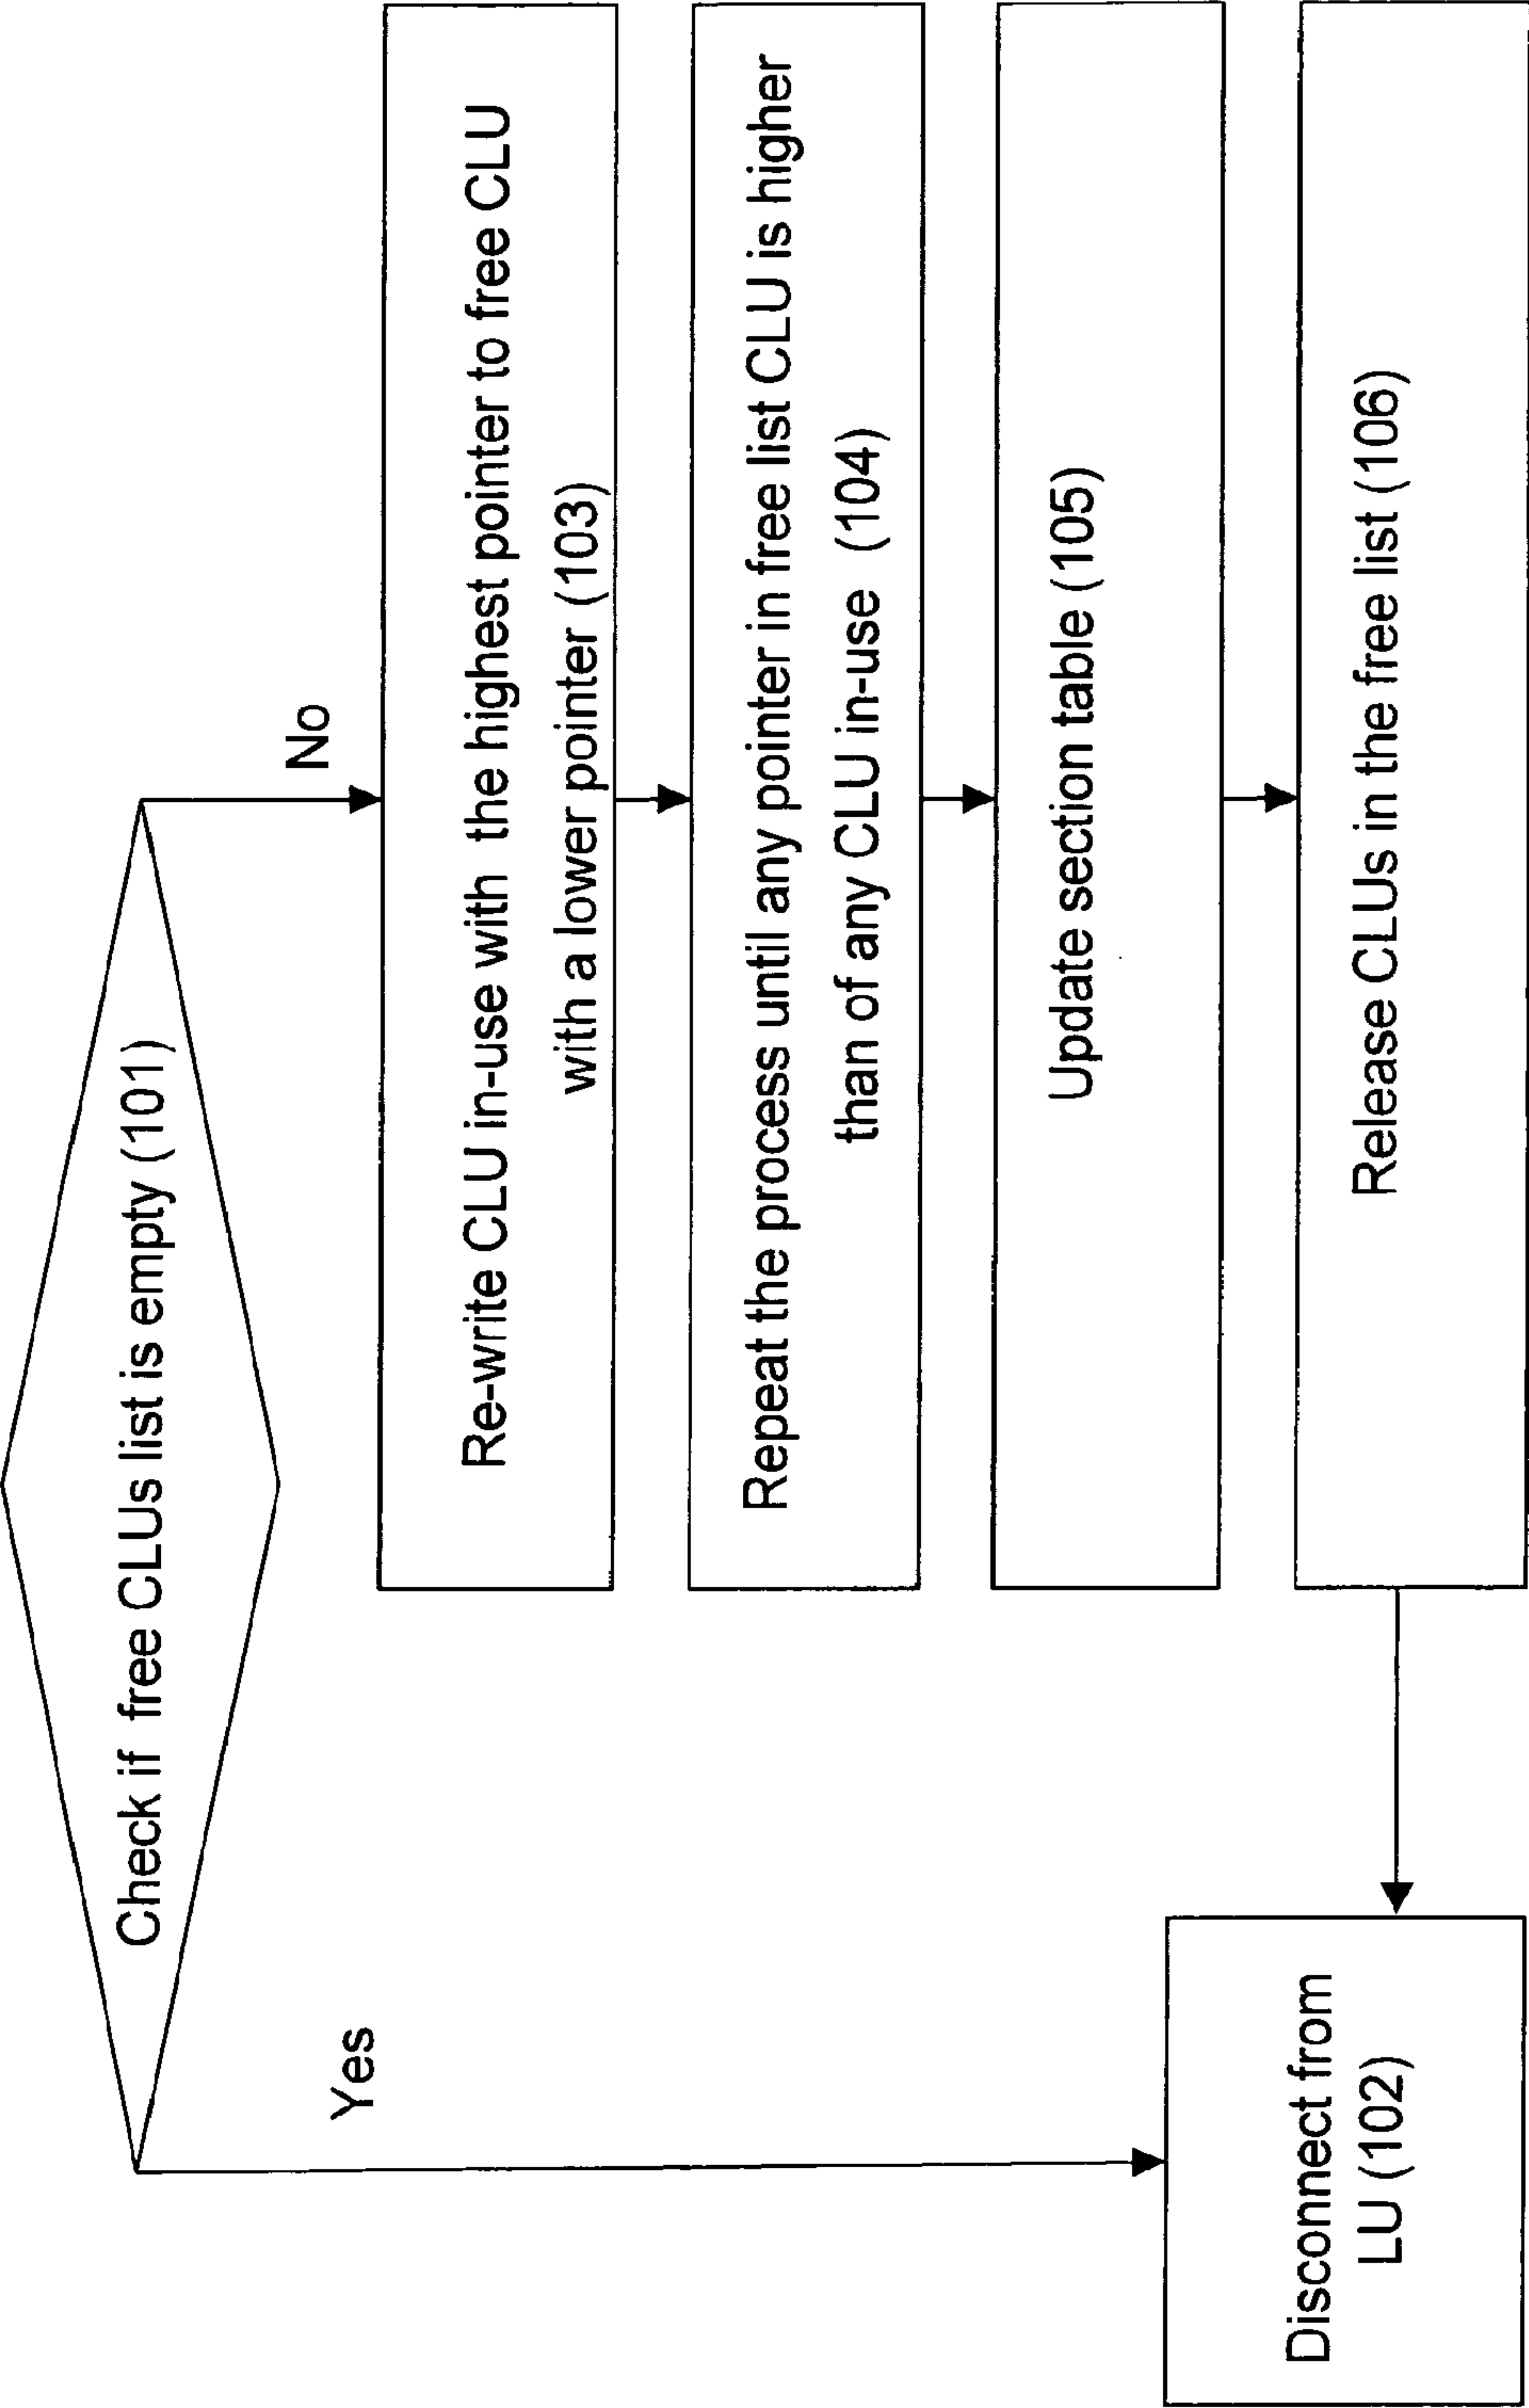 Check if free CLUs list is empty (101)
No
Yes
Re-write CLU in-use with the highest pointer to free CLU
with a lower pointer (103)
Repeat the process until any pointer in free list CLU is higher
than of any CLU in-use (104)
Update section table (105)
Release CLUs in the free list (106)
Disconnect from
LU (102)